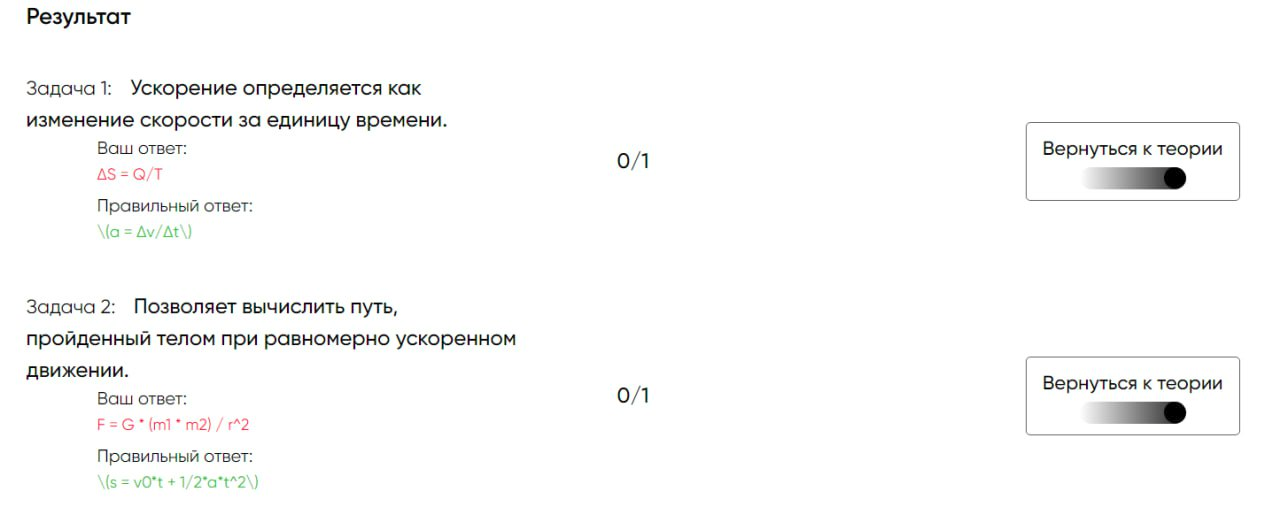 Результат
Задача 1: Ускорение определяется как
изменение скорости за единицу времени.
Ваш ответ:
ΔS = Q/T
Правильный ответ:
\(a = Δv/Δt\)
0/1
Вернуться к теории
Задача 2: Позволяет вычислить путь,
пройденный телом при равномерно ускоренном
движении.
Ваш ответ:
F = G * (m1 * m2) / r^2
Правильный ответ:
\(s = v0*t + 1/2*a*t^2\)
0/1
Вернуться к теории